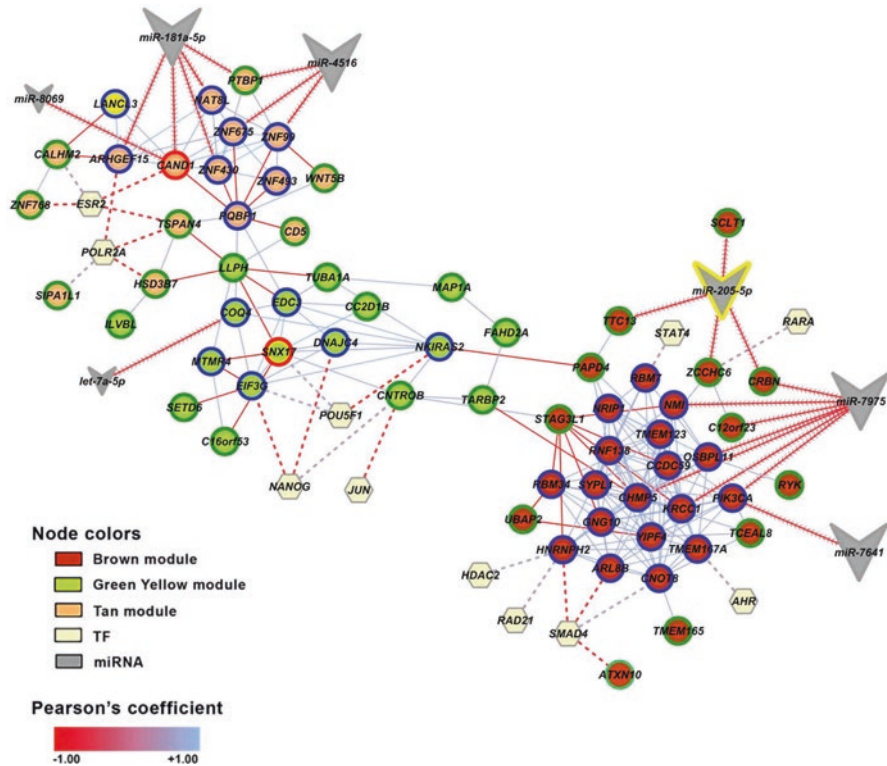 miR-181a-5p
miR-4516
PTBP1
miR-8069
LANCL3
NAT8L
ZNF675
ZNF99
CALHM2
ARHGEF15
CAND1
ZNF430
ZNF493
WNT5B
ZNF768
ESR2
PQBP1
TSPAN4
CD5
SCLT1
POLR2A
LLPH
TUBA1A
SIPA1L1
HSD3B7
MAP1A
miR-205-5p
ILVBL
COQ4
CC2D1B
TTC13
STAT4
RARA
FAHD2A
SNX17
DNAJC4
NKIRAS2
let-7a-5p
MTMR4
PAPD4
ZCCHC6
CRBN
EIF3G
RBM7
miR-7975
SETD6
POU5F1
CNTROB
TARBP2
NRIP1
NMI
STAG3L1
C12orf23
C16orf53
TMEM123
RNF138
CCDC59
OSBPL11
NANOG
JUN
RBM34
SYPL1
CHMP5
KRCC1
PIK3CA
RYK
UBAP2
GNG10
YIPF4
TCEAL8
HNRNPH2
TMEM167A
miR-7641
HDAC2
ARL8B
CNOT8
AHR
RAD21
SMAD4
TMEM165
ATXN10
Node colors
Brown module
Green Yellow module
Tan module
TF
miRNA
Pearson's coefficient
-1.00 +1.00